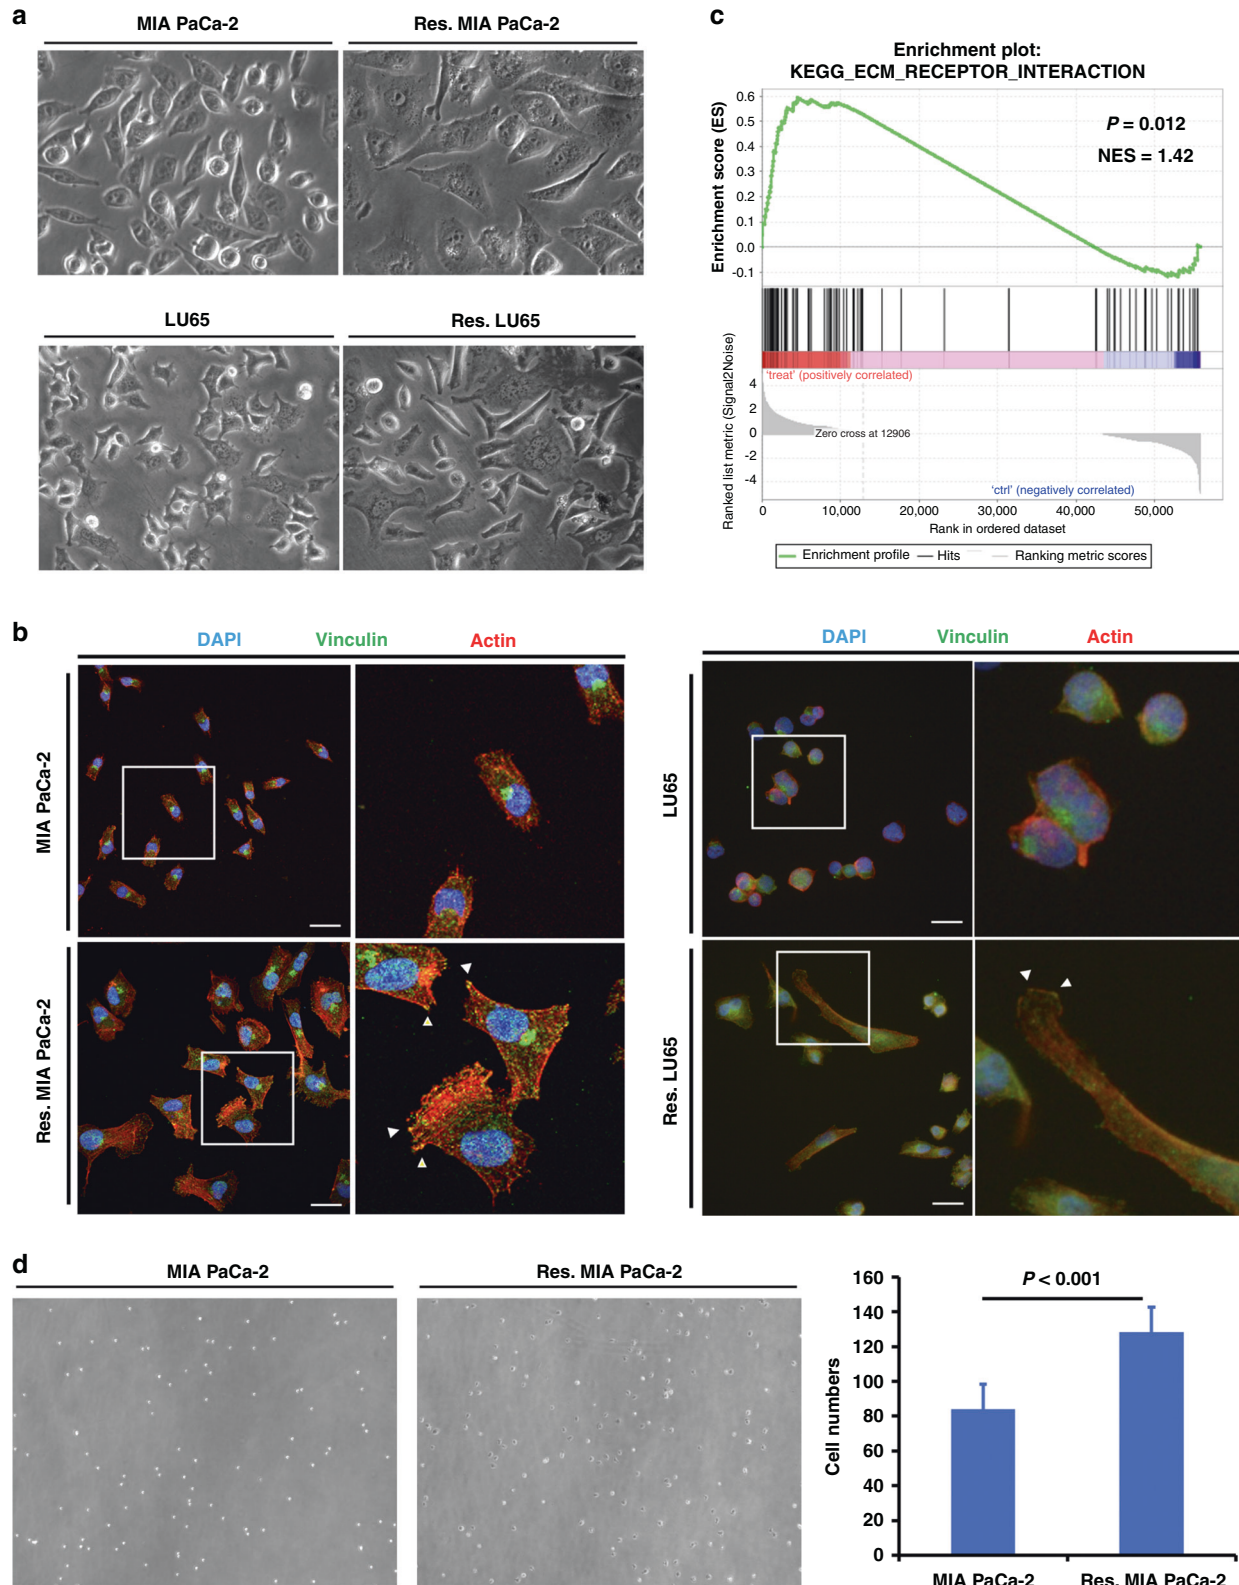 a
MIA PaCa-2
Res. MIA PaCa-2
LU65
Res. LU65
c
Enrichment plot:
KEGG_ECM_RECEPTOR_INTERACTION
Enrichment score (ES)
0.6
0.5
0.4
0.3
0.2
0.1
0.0
-0.1
P = 0.012
NES = 1.42
Ranked list metric (Signal2Noise)
'treat' (positively correlated)
4
2
0
-2
-4
Zero cross at 12906
'ctrl' (negatively correlated)
0
10,000
20,000
30,000
40,000
50,000
Rank in ordered dataset
Enrichment profile
Hits
Ranking metric scores
b
DAPI
Vinculin
Actin
MIA PaCa-2
Res. MIA PaCa-2
DAPI
Vinculin
Actin
LU65
Res. LU65
d
MIA PaCa-2
Res. MIA PaCa-2
Cell numbers
160
140
120
100
80
60
40
20
0
P < 0.001
MIA PaCa-2
Res. MIA PaCa-2